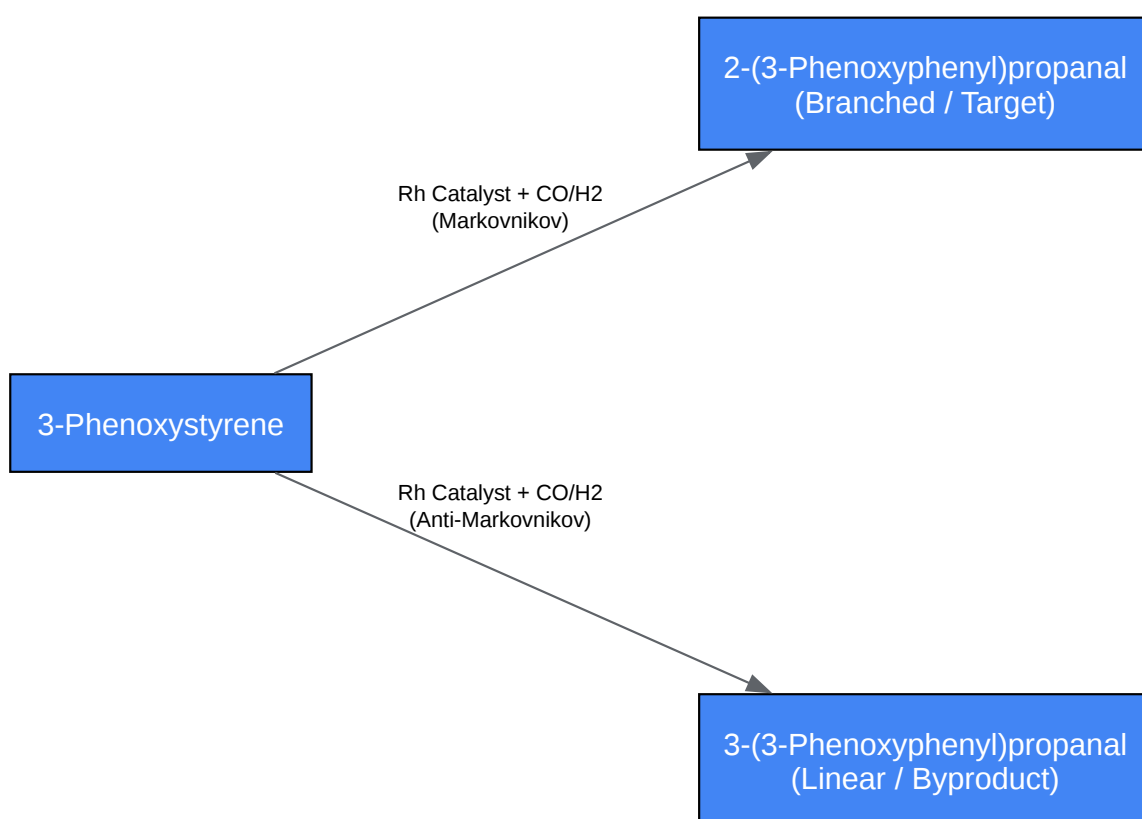 2-(3-Phenoxyphenyl)propanal
(Branched / Target)
Rh Catalyst + CO/H2
(Markovnikov)
3-Phenoxystyrene
Rh Catalyst + CO/H2
(Anti-Markovnikov)
3-(3-Phenoxyphenyl)propanal
(Linear / Byproduct)